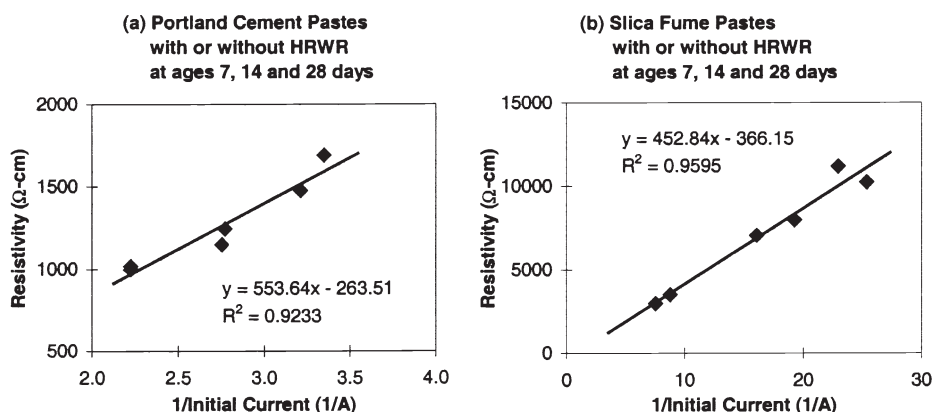 (a) Portland Cement Pastes
with or without HRWR
at ages 7, 14 and 28 days
2000
1500
1000
500
Resistivity (Ω-cm)
y = 553.64x - 263.51
R² = 0.9233
2.0 2.5 3.0 3.5 4.0
1/Initial Current (1/A)
(b) Slica Fume Pastes
with or without HRWR
at ages 7, 14 and 28 days
15000
10000
5000
0
Resistivity (Ω-cm)
y = 452.84x - 366.15
R² = 0.9595
0 10 20 30
1/Initial Current (1/A)